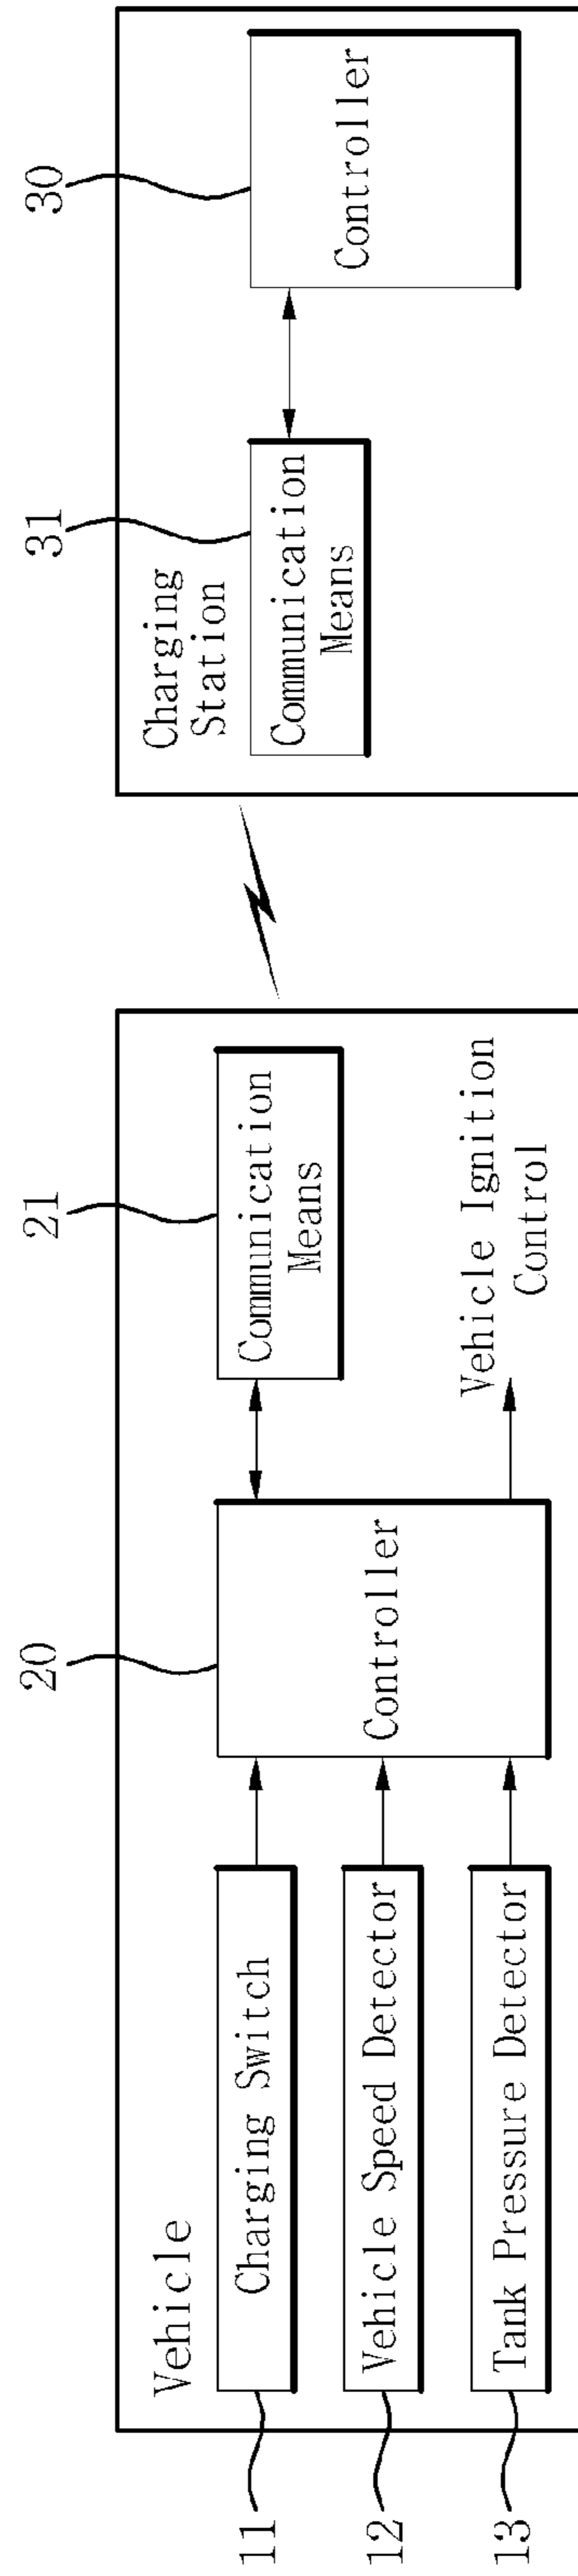 Vehicle
11
Charging Switch
12
Vehicle Speed Detector
13
Tank Pressure Detector
20
Controller
21
Communication
Means
Vehicle Ignition
Control
Charging
Station
31
Communication
Means
30
Controller